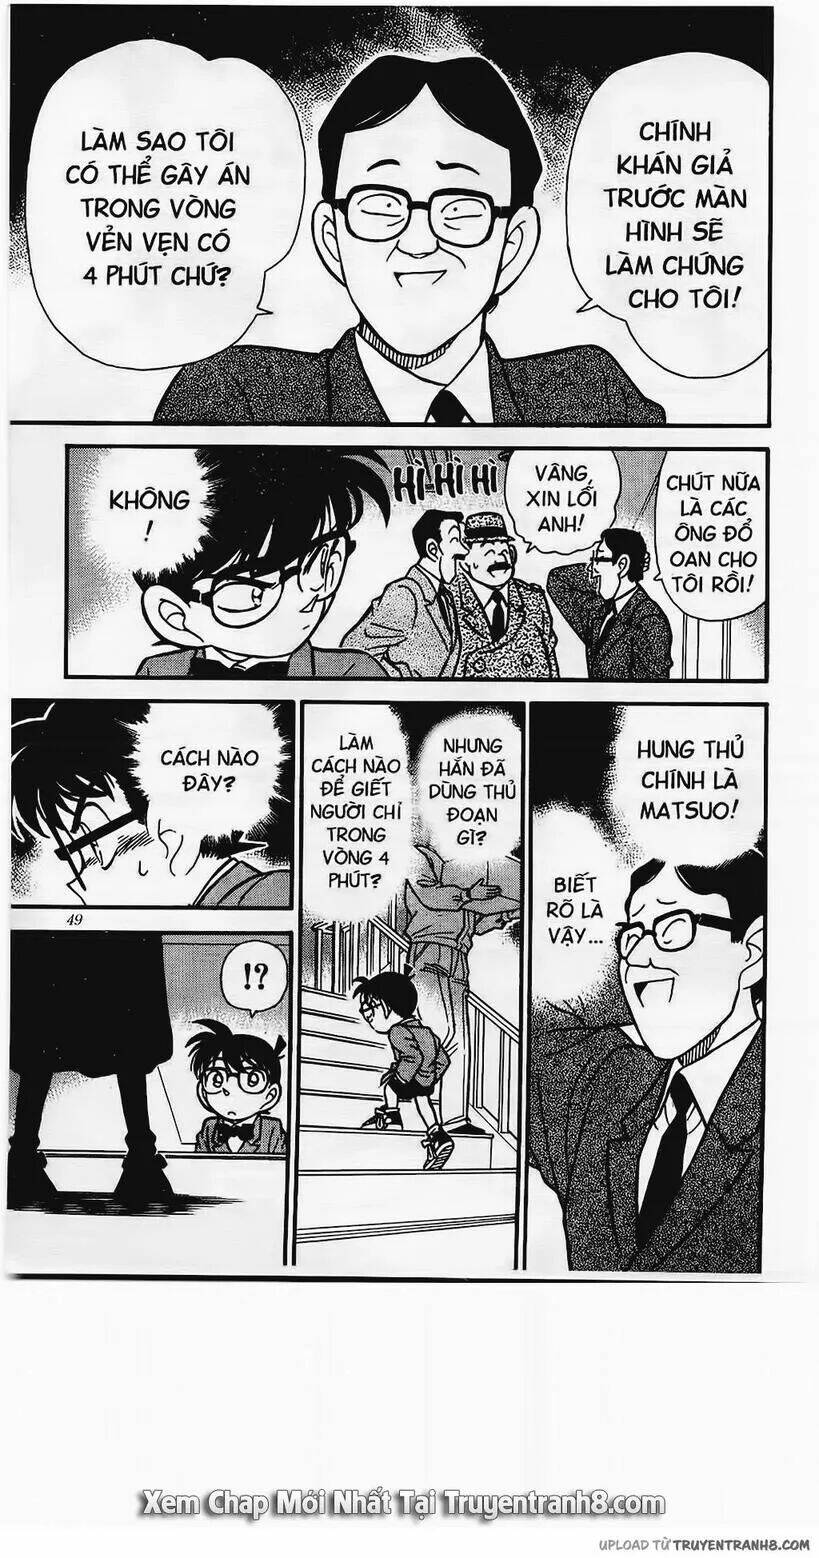 CHÍNH
KHÁN GIẢ
TRƯỚC MÀN
HÌNH SẼ
LÀM CHỨNG
CHO TÔI!
LÀM SAO TÔI
CÓ THỂ GÂY ÁN
TRONG VÒNG
VẺN VẸN CÓ
4 PHÚT CHỨ?
CHÚT NỮA
LÀ CÁC
ÔNG ĐỔ
OAN CHO
TÔI RỒI!
VÂNG,
XIN LỖI
ANH!
HÌ-HÌ HÌ
KHÔNG
!
HUNG THỦ
CHÍNH LÀ
MATSUO!
BIẾT
RÕ LÀ
VẬY...
NHƯNG
HẮN ĐÃ
DÙNG THỦ
ĐOẠN
GÌ?
LÀM
CÁCH NÀO
ĐỂ GIẾT
NGƯỜI CHỈ
TRONG
VÒNG 4
PHÚT?
CÁCH NÀO
ĐÂY?
49
!?
Xem Chap Mới Nhất Tại Truyentranh8.com
UPLOAD TỪ TRUYENTRANH8.COM